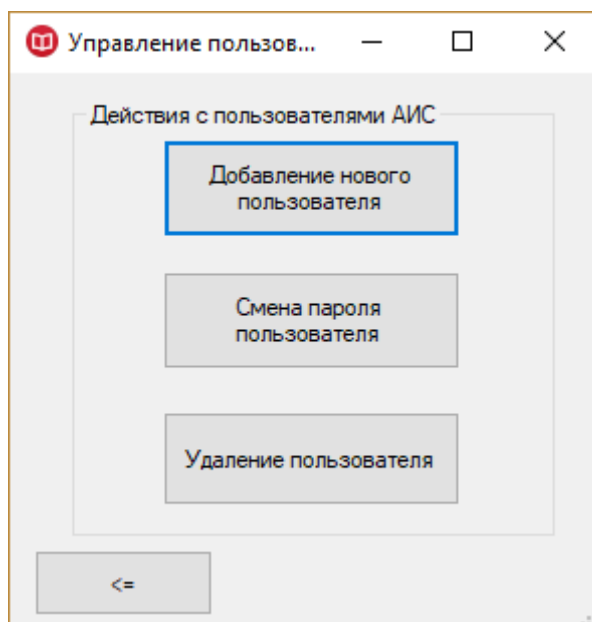 Управление пользов...
Действия с пользователями АИС
Добавление нового
пользователя
Смена пароля
пользователя
Удаление пользователя
<=